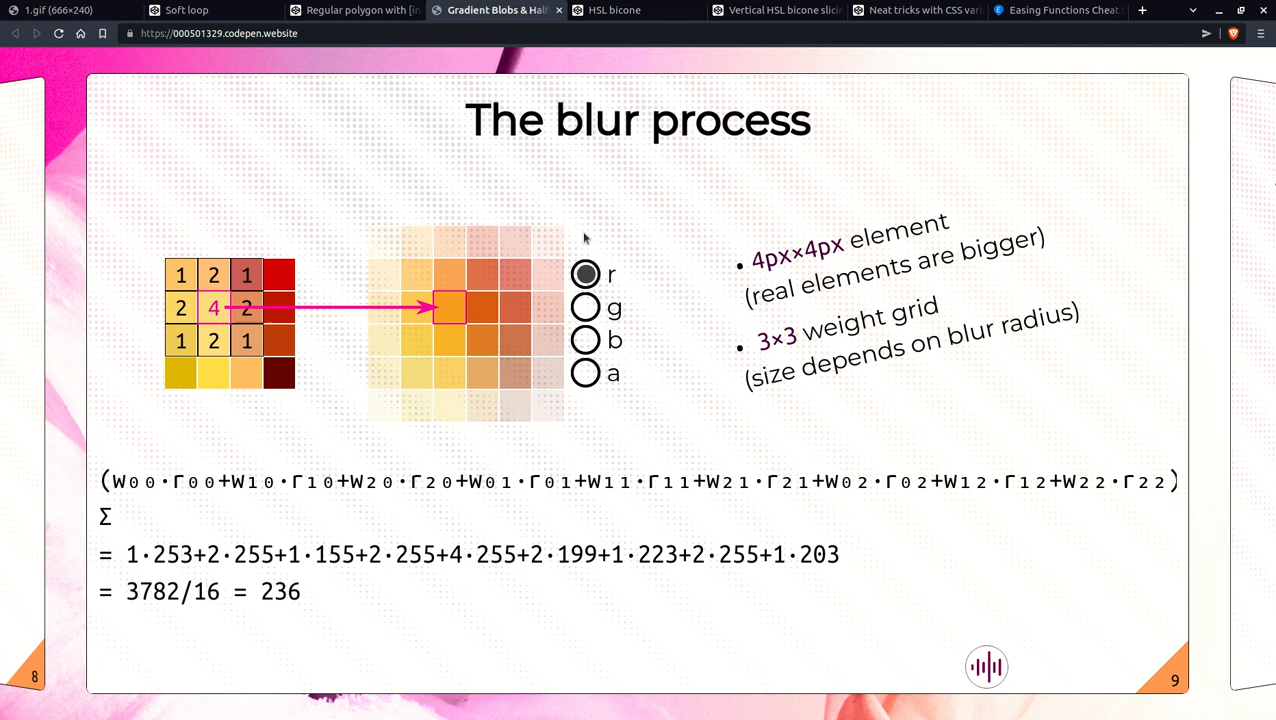 1.gif (666×240)
Soft loop
Regular polygon with [in
Gradient Blobs & Half
HSL bicone
Vertical HSL bicone slicin
Neat tricks with CSS vari
Easing Functions Cheat S
https://000501329.codepen.website
The blur process
1 2 1
2 4 2
1 2 1
r
g
b
a
• 4px×4px element
(real elements are bigger)
• 3×3 weight grid
(size depends on blur radius)
(w₀₀·r₀₀+w₁₀·r₁₀+w₂₀·r₂₀+w₀₁·r₀₁+w₁₁·r₁₁+w₂₁·r₂₁+w₀₂·r₀₂+w₁₂·r₁₂+w₂₂·r₂₂)
Σ
= 1·253+2·255+1·155+2·255+4·255+2·199+1·223+2·255+1·203
= 3782/16 = 236
8
9